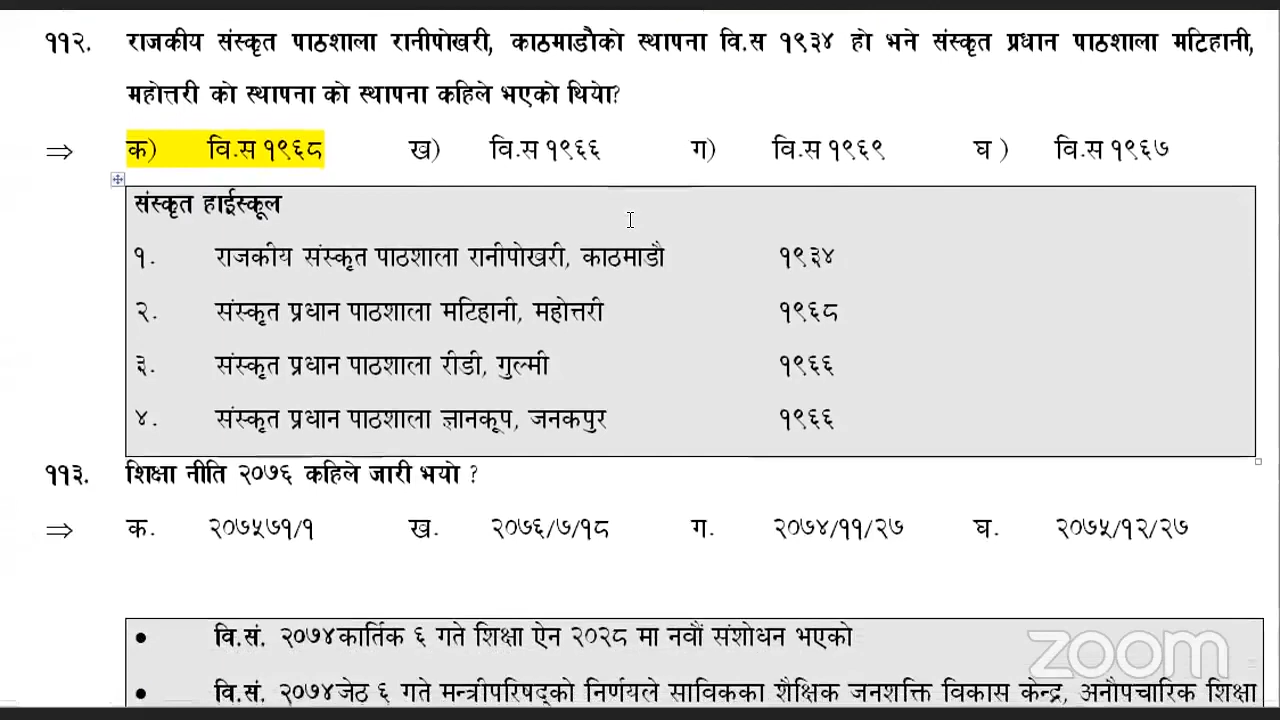 ११२. राजकीय संस्कृत पाठशाला रानीपोखरी, काठमाडौको स्थापना वि.स १९३४ हो भने संस्कृत प्रधान पाठशाला मटिहानी,
महोत्तरी को स्थापना को स्थापना कहिले भएको थियो?
⇒ क) वि.स १९६८ ख) वि.स १९६६ ग) वि.स १९६९ घ ) वि.स १९६७
संस्कृत हाईस्कूल
१. राजकीय संस्कृत पाठशाला रानीपोखरी, काठमाडौ १९३४
२. संस्कृत प्रधान पाठशाला मटिहानी, महोत्तरी १९६८
३. संस्कृत प्रधान पाठशाला रीडी, गुल्मी १९६६
४. संस्कृत प्रधान पाठशाला ज्ञानकूप, जनकपुर १९६६
११३. शिक्षा नीति २०७६ कहिले जारी भयो ?
⇒ क. २०७५७१/१ ख. २०७६/७/१८ ग. २०७४/११/२७ घ. २०७५/१२/२७
• वि.सं. २०७४कार्तिक ६ गते शिक्षा ऐन २०२८ मा नवौं संशोधन भएको
zoom
• वि.सं. २०७४जेठ ६ गते मन्त्रीपरिषद्को निर्णयले साविकका शैक्षिक जनशक्ति विकास केन्द्र, अनौपचारिक शिक्षा